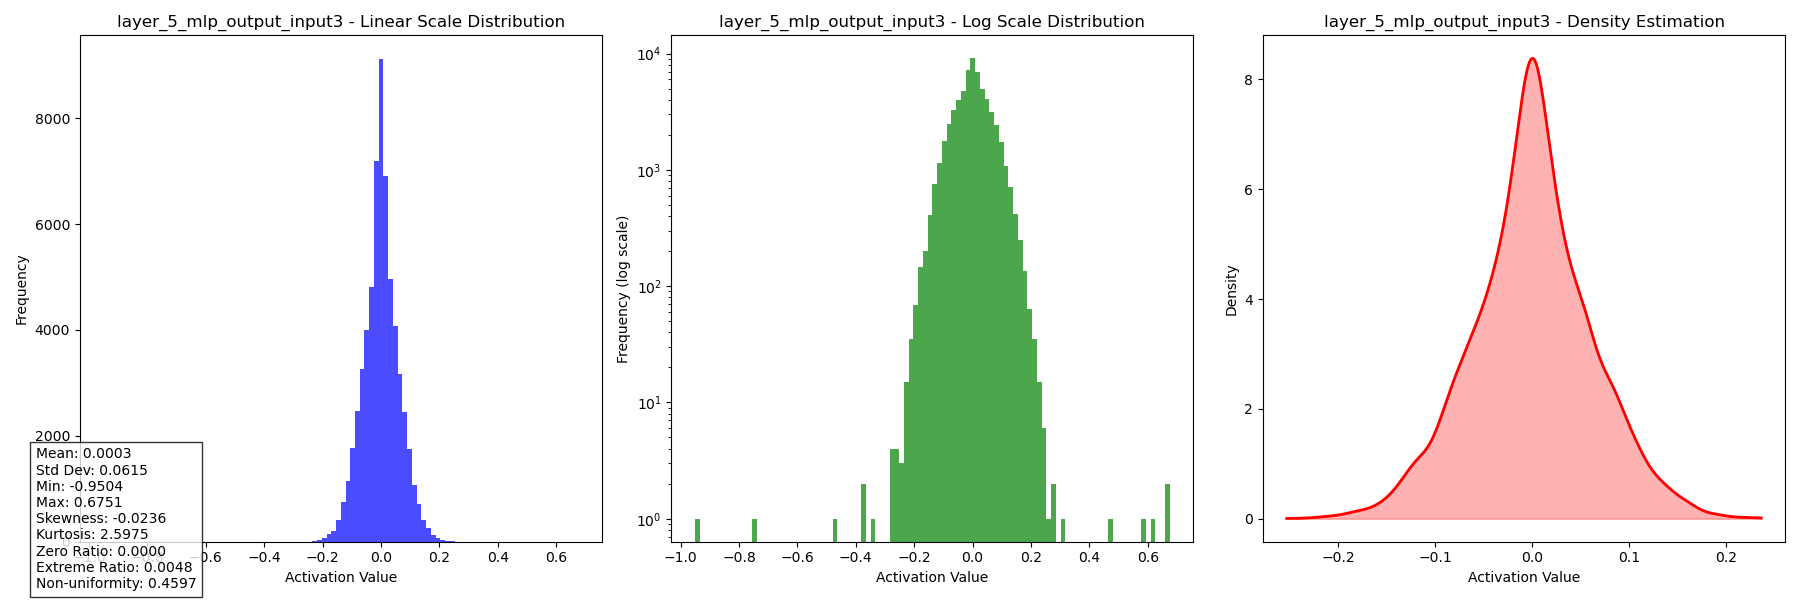 layer_5_mlp_output_input3 - Linear Scale Distribution
Frequency
8000
6000
4000
2000
−0.6
−0.4
−0.2
0.0
0.2
0.4
0.6
Activation Value
Mean: 0.0003
Std Dev: 0.0615
Min: -0.9504
Max: 0.6751
Skewness: -0.0236
Kurtosis: 2.5975
Zero Ratio: 0.0000
Extreme Ratio: 0.0048
Non-uniformity: 0.4597
layer_5_mlp_output_input3 - Log Scale Distribution
Frequency (log scale)
10⁴
10³
10²
10¹
10⁰
−1.0
−0.8
−0.6
−0.4
−0.2
0.0
0.2
0.4
0.6
Activation Value
layer_5_mlp_output_input3 - Density Estimation
Density
8
6
4
2
0
−0.2
−0.1
0.0
0.1
0.2
Activation Value